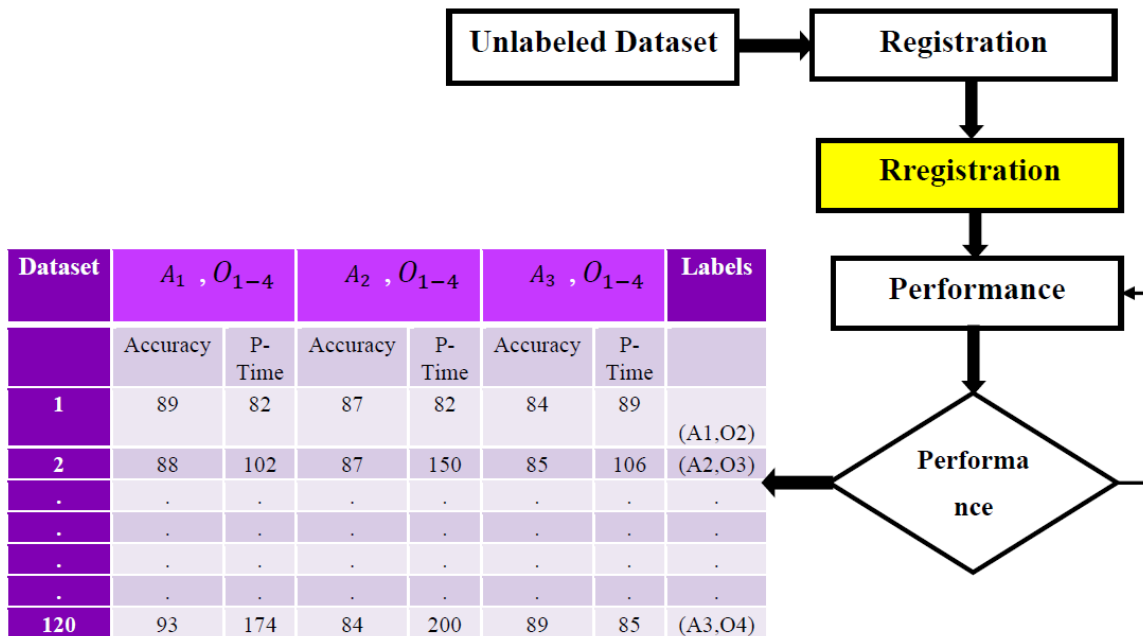 Unlabeled Dataset
Registration
Rregistration
Performance
Performa
nce
Dataset A₁ , O₁₋₄ A₂ , O₁₋₄ A₃ , O₁₋₄ Labels
Accuracy P- Accuracy P- Accuracy P-
Time Time Time
1 89 82 87 82 84 89
(A1,O2)
2 88 102 87 150 85 106 (A2,O3)
. . . . . . . .
. . . . . . . .
. . . . . . . .
. . . . . . . .
120 93 174 84 200 89 85 (A3,O4)